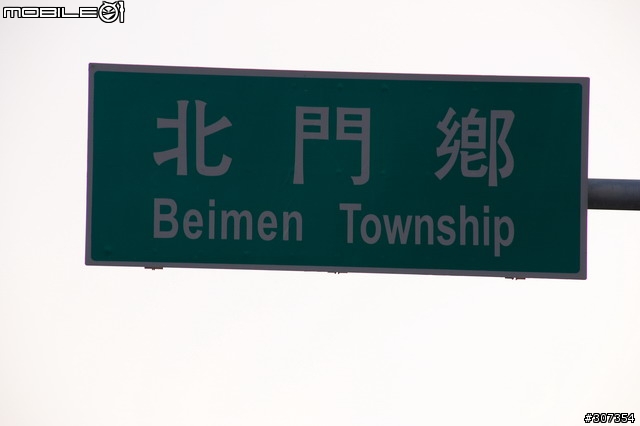 MOBILE01
北門鄉
Beimen Township
#307354